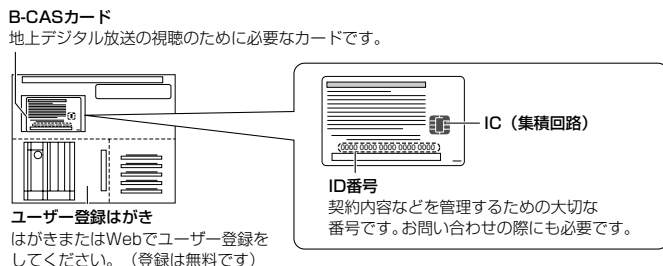 B-CASカード
地上デジタル放送の視聴のために必要なカードです。
IC（集積回路）
0000 0000 0000 0000 0000
ID番号
契約内容などを管理するための大切な
番号です。お問い合わせの際にも必要です。
ユーザー登録はがき
はがきまたはWebでユーザー登録を
してください。（登録は無料です）